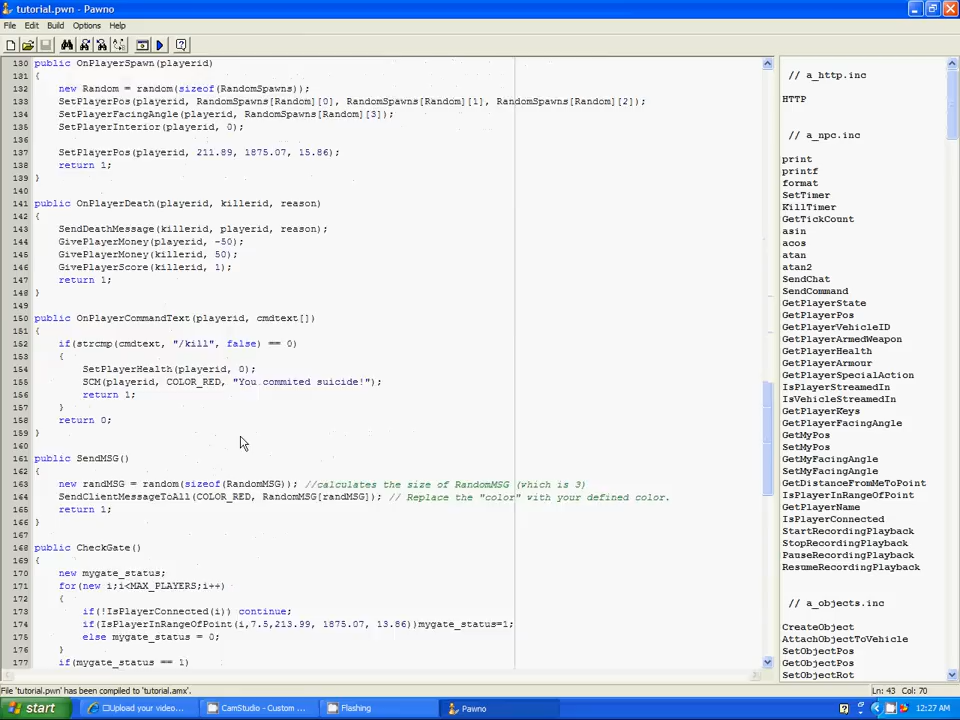 tutorial.pwn - Pawno
File Edit Build Options Help
130 public OnPlayerSpawn(playerid)
131 {
132 new Random = random(sizeof(RandomSpawns));
133 SetPlayerPos(playerid, RandomSpawns[Random][0], RandomSpawns[Random][1], RandomSpawns[Random][2]);
134 SetPlayerFacingAngle(playerid, RandomSpawns[Random][3]);
135 SetPlayerInterior(playerid, 0);
136
137 SetPlayerPos(playerid, 211.89, 1875.07, 15.86);
138 return 1;
139 }
140
141 public OnPlayerDeath(playerid, killerid, reason)
142 {
143 SendDeathMessage(killerid, playerid, reason);
144 GivePlayerMoney(playerid, -50);
145 GivePlayerMoney(killerid, 50);
146 GivePlayerScore(killerid, 1);
147 return 1;
148 }
149
150 public OnPlayerCommandText(playerid, cmdtext[])
151 {
152 if(strcmp(cmdtext, "/kill", false) == 0)
153 {
154 SetPlayerHealth(playerid, 0);
155 SCM(playerid, COLOR_RED, "You commited suicide!");
156 return 1;
157 }
158 return 0;
159 }
160
161 public SendMSG()
162 {
163 new randMSG = random(sizeof(RandomMSG)); //calculates the size of RandomMSG (which is 3)
164 SendClientMessageToAll(COLOR_RED, RandomMSG[randMSG]); // Replace the "color" with your defined color.
165 return 1;
166 }
167
168 public CheckGate()
169 {
170 new mygate_status;
171 for(new i;i<MAX_PLAYERS;i++)
172 {
173 if(!IsPlayerConnected(i)) continue;
174 if(IsPlayerInRangeOfPoint(i,7.5,213.99, 1875.07, 13.86))mygate_status=1;
175 else mygate_status = 0;
176 }
177 if(mygate_status == 1)
// a_http.inc
HTTP
// a_npc.inc
print
printf
format
SetTimer
KillTimer
GetTickCount
asin
acos
atan
atan2
SendChat
SendCommand
GetPlayerState
GetPlayerPos
GetPlayerVehicleID
GetPlayerArmedWeapon
GetPlayerHealth
GetPlayerArmour
GetPlayerSpecialAction
IsPlayerStreamedIn
IsVehicleStreamedIn
GetPlayerKeys
GetPlayerFacingAngle
GetMyPos
SetMyPos
GetMyFacingAngle
SetMyFacingAngle
GetDistanceFromMeToPoint
IsPlayerInRangeOfPoint
GetPlayerName
IsPlayerConnected
StartRecordingPlayback
StopRecordingPlayback
PauseRecordingPlayback
ResumeRecordingPlayback
// a_objects.inc
CreateObject
AttachObjectToVehicle
SetObjectPos
GetObjectPos
SetObjectRot
File 'tutorial.pwn' has been compiled to 'tutorial.amx'.
Ln: 43 Col: 70
start
Upload your video...
CamStudio - Custom ...
Flashing
Pawno
12:27 AM